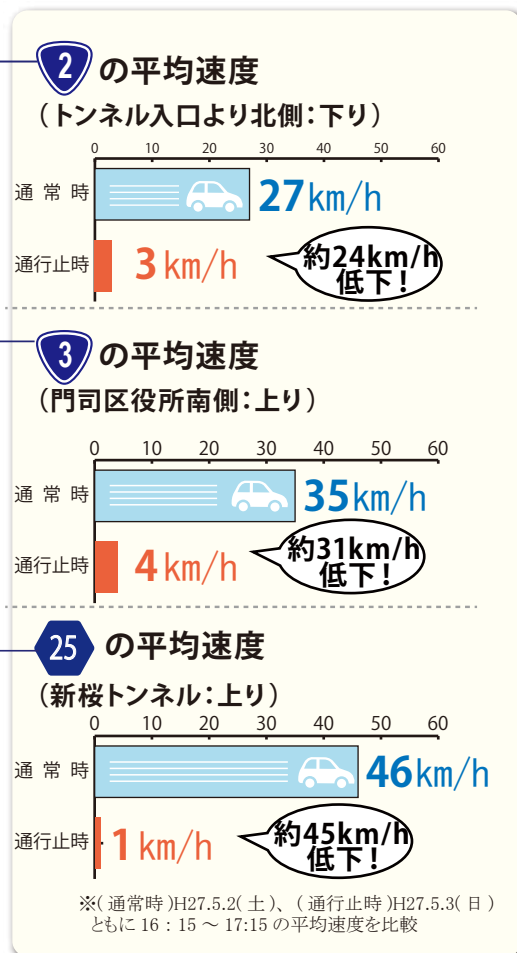 2 の平均速度
（トンネル入口より北側：下り）
0 10 20 30 40 50 60
通常時 27km/h
通行止時 3km/h
約24km/h
低下！
3 の平均速度
（門司区役所南側：上り）
0 10 20 30 40 50 60
通常時 35km/h
通行止時 4km/h
約31km/h
低下！
25 の平均速度
（新桜トンネル：上り）
0 10 20 30 40 50 60
通常時 46km/h
通行止時 1km/h
約45km/h
低下！
※(通常時)H27.5.2(土)、(通行止時)H27.5.3(日)
ともに16：15～17:15の平均速度を比較